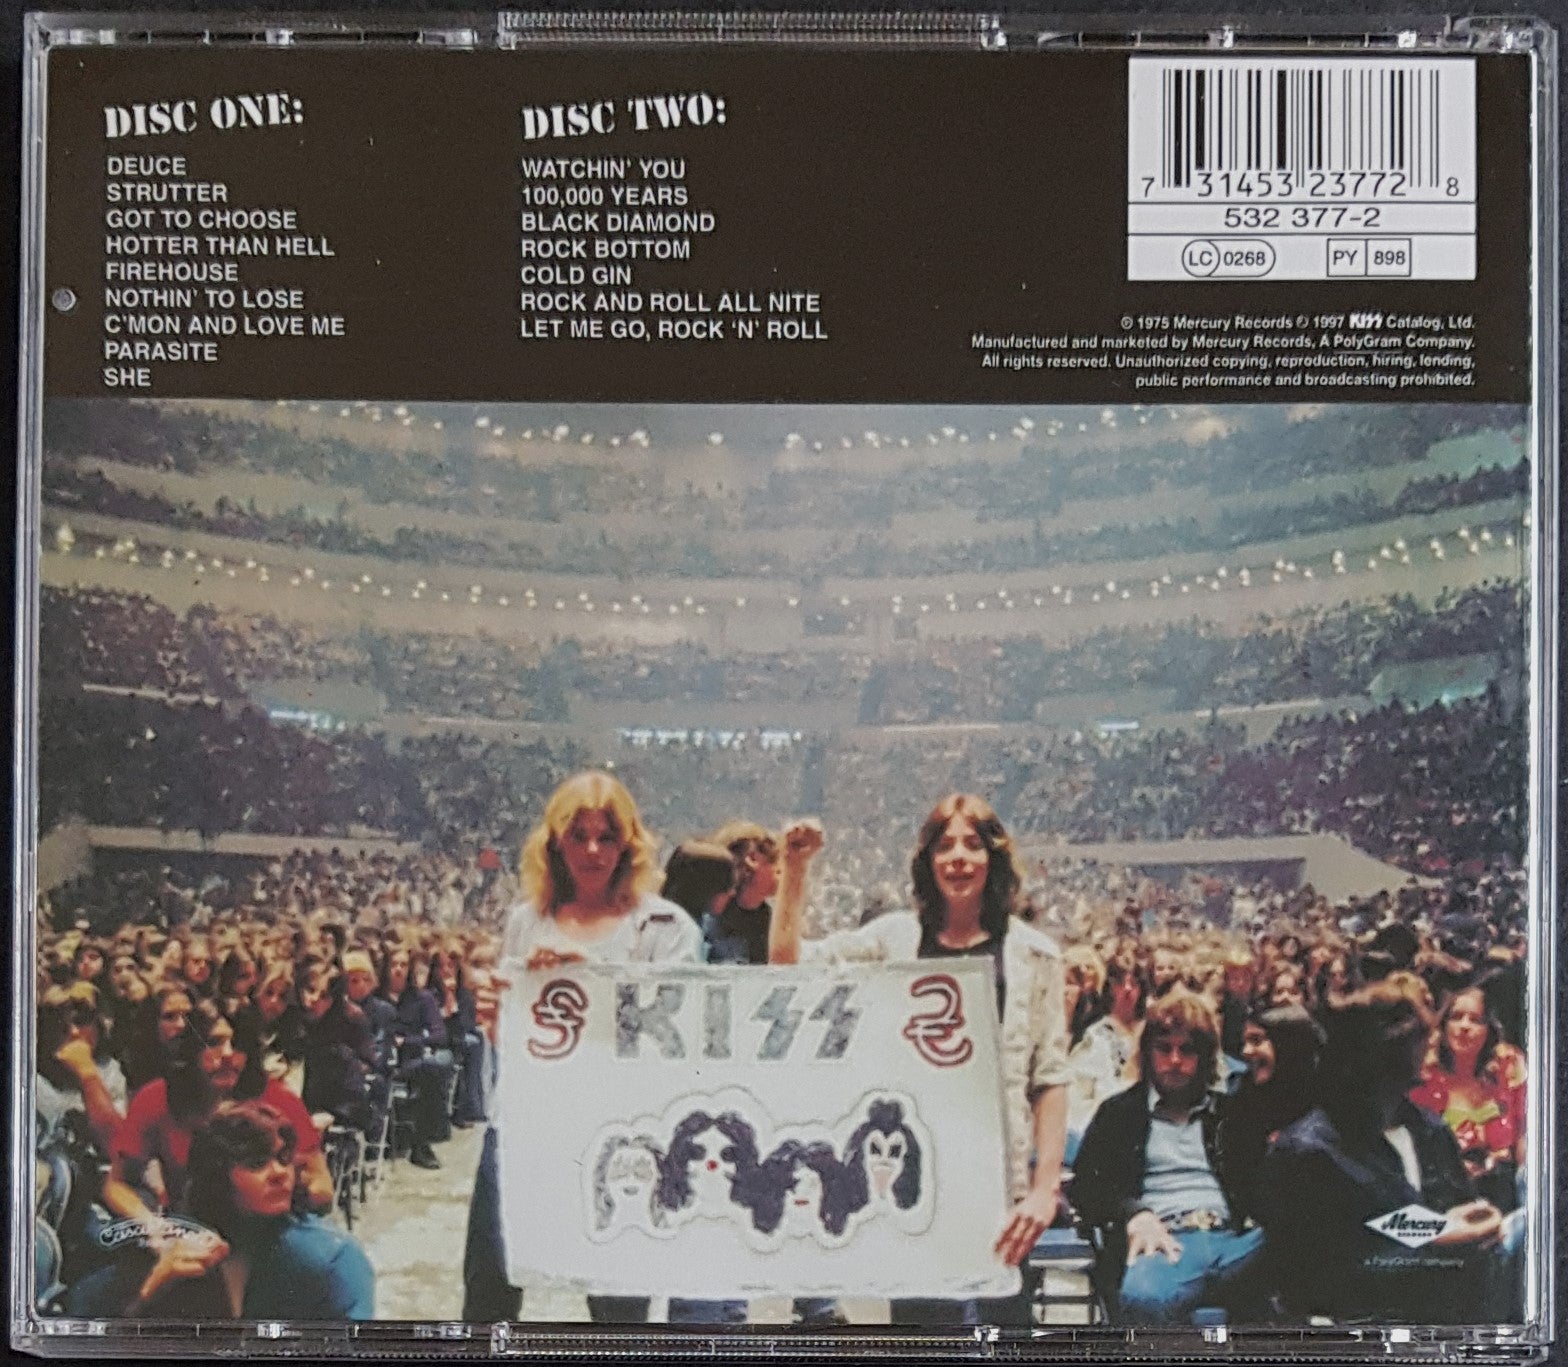 DISC ONE:
DEUCE
STRUTTER
GOT TO CHOOSE
HOTTER THAN HELL
FIREHOUSE
NOTHIN' TO LOSE
C'MON AND LOVE ME
PARASITE
SHE
DISC TWO:
WATCHIN' YOU
100,000 YEARS
BLACK DIAMOND
ROCK BOTTOM
COLD GIN
ROCK AND ROLL ALL NITE
LET ME GO, ROCK 'N' ROLL
7 31453 23772 8
532 377-2
LC 0268 PY 898
℗ 1975 Mercury Records © 1997 KISS Catalog, Ltd.
Manufactured and marketed by Mercury Records, A PolyGram Company.
All rights reserved. Unauthorized copying, reproduction, hiring, lending,
public performance and broadcasting prohibited.
KISS
Mercury
RECORDS
a PolyGram company